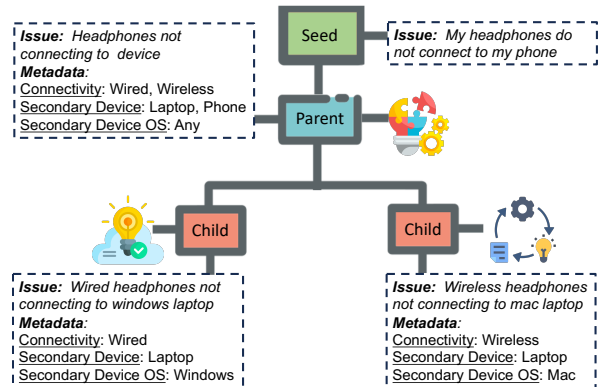 Issue: Headphones not
connecting to device
Metadata:
Connectivity: Wired, Wireless
Secondary Device: Laptop, Phone
Secondary Device OS: Any
Seed
Issue: My headphones do
not connect to my phone
Parent
Child
Child
Issue: Wired headphones not
connecting to windows laptop
Metadata:
Connectivity: Wired
Secondary Device: Laptop
Secondary Device OS: Windows
Issue: Wireless headphones
not connecting to mac laptop
Metadata:
Connectivity: Wireless
Secondary Device: Laptop
Secondary Device OS: Mac